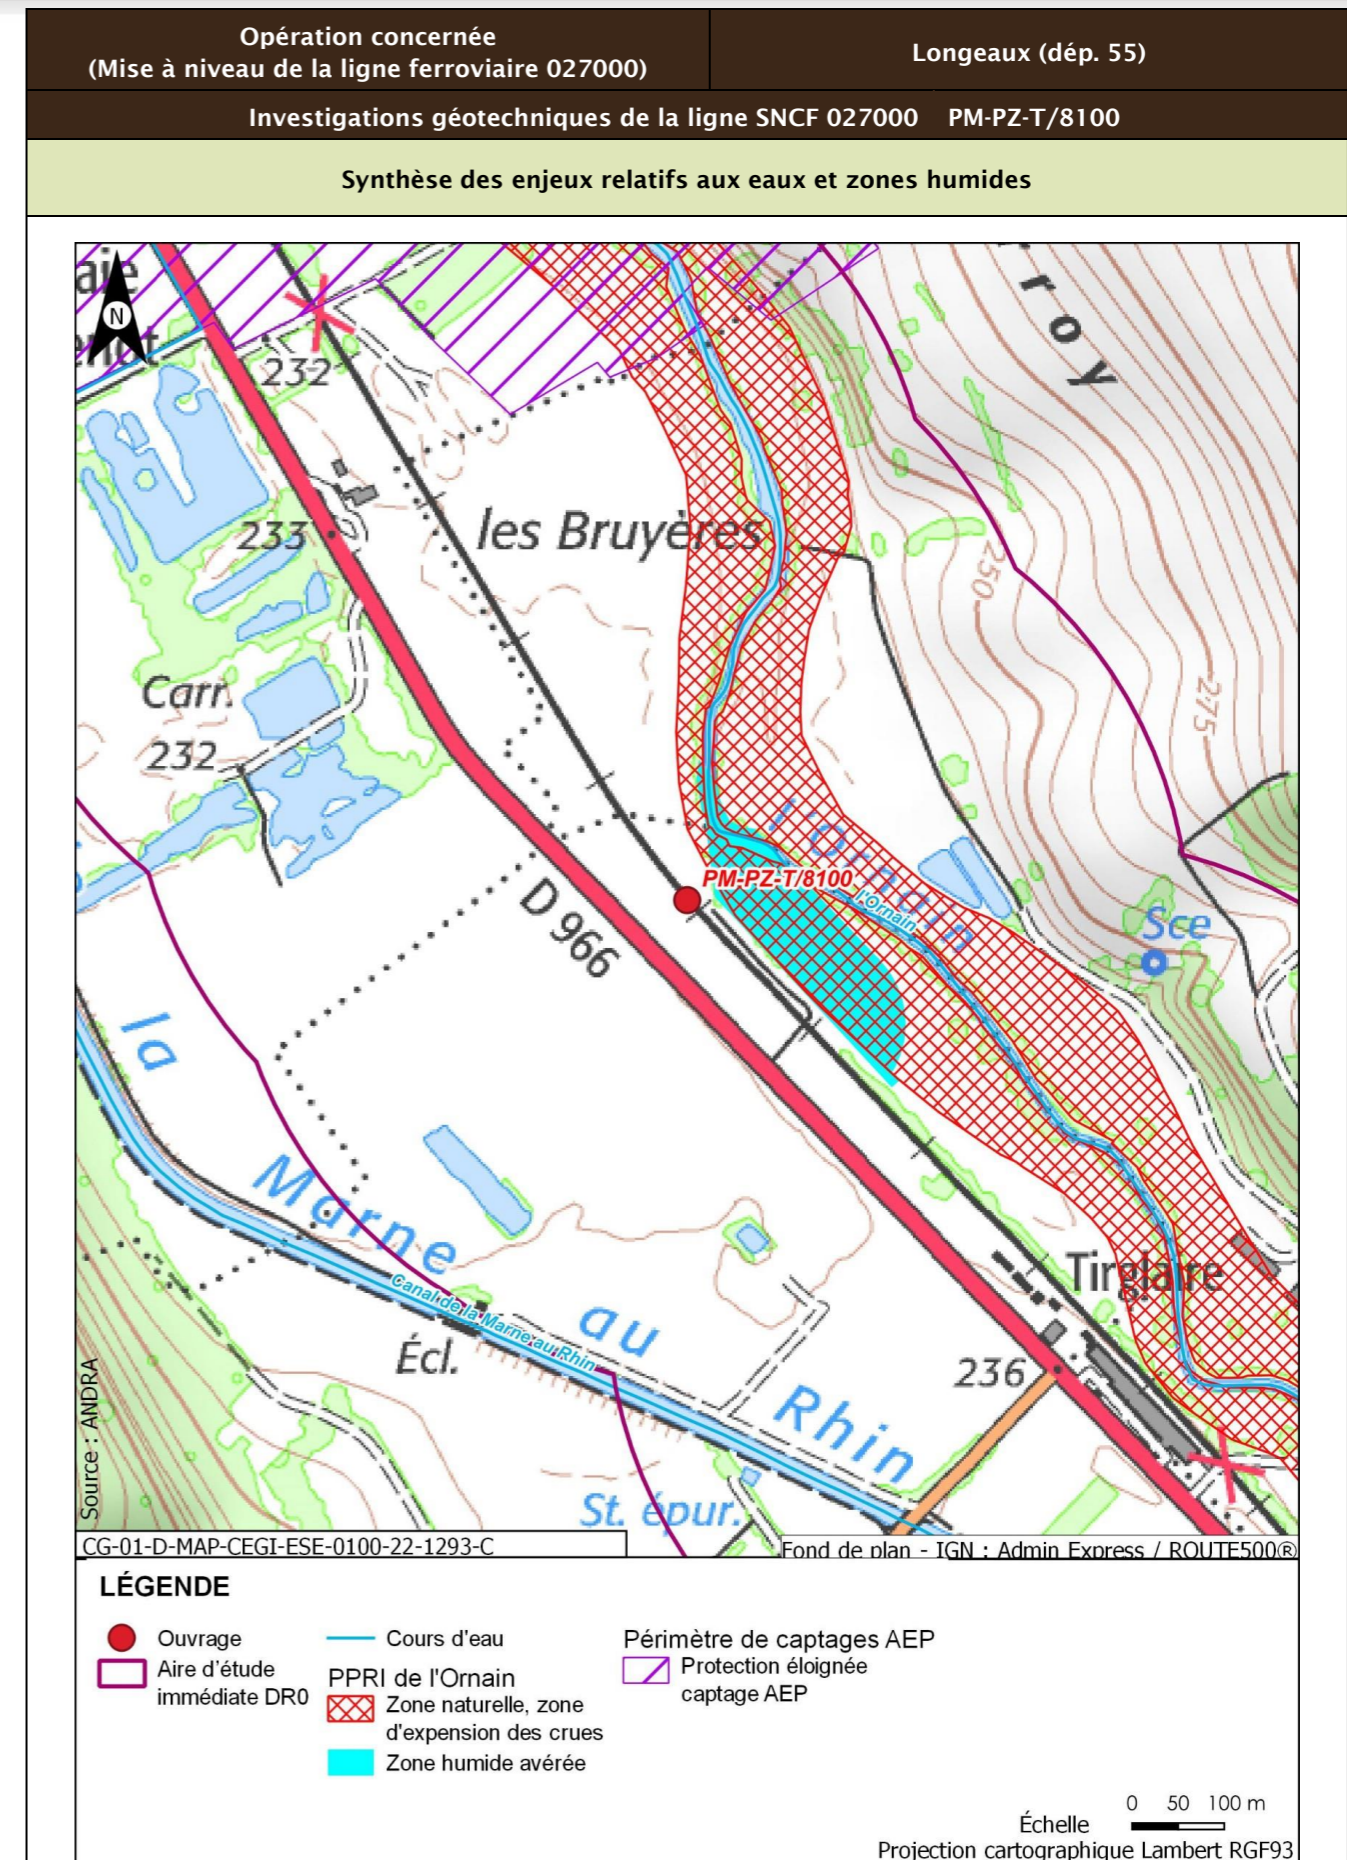 Opération concernée
(Mise à niveau de la ligne ferroviaire 027000)
Longeaux (dép. 55)
Investigations géotechniques de la ligne SNCF 027000 PM-PZ-T/8100
Synthèse des enjeux relatifs aux eaux et zones humides
N
232
roy
les Bruyères
233
250
Carr.
232
275
l'Ornain
PM-PZ-T/8100
l'Ornain
D 966
Sce
la
Marne
Canal de la Marne au Rhin
au
Tirglaire
Écl.
236
Rhin
St. épur.
Source : ANDRA
CG-01-D-MAP-CEGI-ESE-0100-22-1293-C
Fond de plan - IGN : Admin Express / ROUTE500®
LÉGENDE
Ouvrage
Aire d'étude
immédiate DR0
Cours d'eau
PPRI de l'Ornain
Zone naturelle, zone
d'expension des crues
Zone humide avérée
Périmètre de captages AEP
Protection éloignée
captage AEP
0 50 100 m
Échelle
Projection cartographique Lambert RGF93